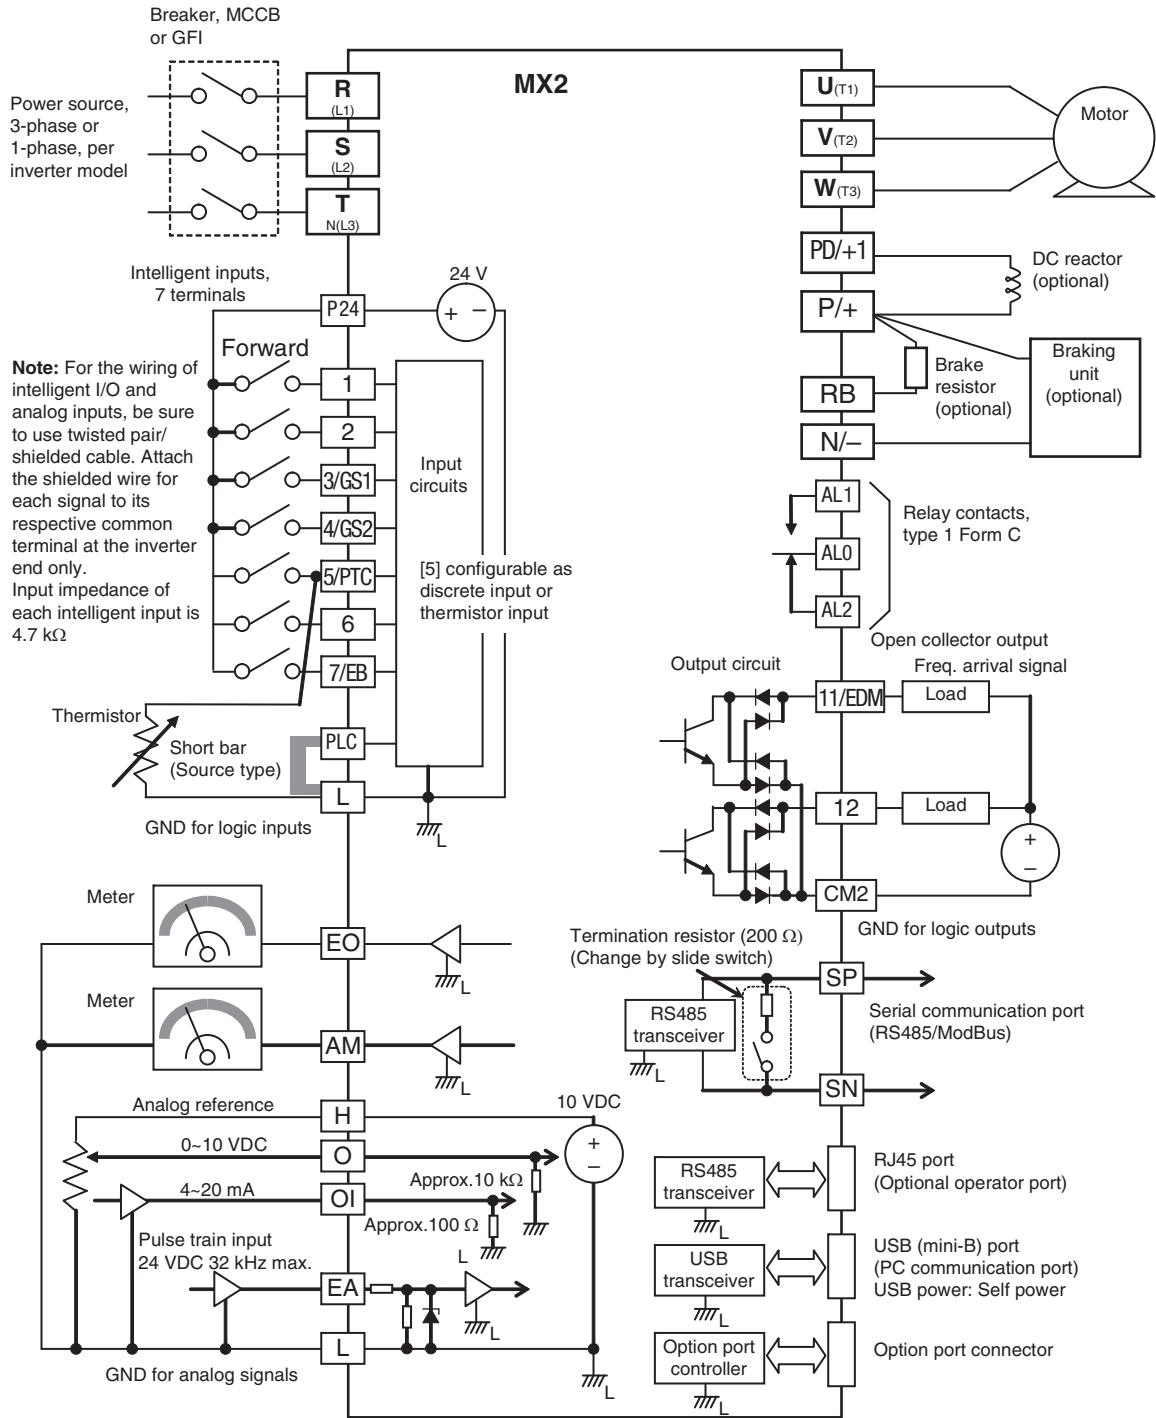 Breaker, MCCB
or GFI
Power source,
3-phase or
1-phase, per
inverter model
R
(L1)
S
(L2)
T
N(L3)
MX2
U(T1)
V(T2)
W(T3)
Motor
PD/+1
P/+
DC reactor
(optional)
RB
Brake
resistor
(optional)
Braking
unit
(optional)
N/–
Intelligent inputs,
7 terminals
24 V
P24
+ –
Forward
Note: For the wiring of
intelligent I/O and
analog inputs, be sure
to use twisted pair/
shielded cable. Attach
the shielded wire for
each signal to its
respective common
terminal at the inverter
end only.
Input impedance of
each intelligent input is
4.7 kΩ
1
2
3/GS1
4/GS2
5/PTC
6
7/EB
Input
circuits
[5] configurable as
discrete input or
thermistor input
Thermistor
Short bar
(Source type)
PLC
L
GND for logic inputs
L
AL1
AL0
AL2
Relay contacts,
type 1 Form C
Open collector output
Output circuit
Freq. arrival signal
11/EDM
Load
12
Load
+
–
CM2
GND for logic outputs
Meter
EO
L
Meter
AM
L
Termination resistor (200 Ω)
(Change by slide switch)
RS485
transceiver
L
SP
Serial communication port
(RS485/ModBus)
SN
Analog reference
H
10 VDC
+
–
0~10 VDC
O
Approx.10 kΩ
4~20 mA
OI
Approx.100 Ω
L
Pulse train input
24 VDC 32 kHz max.
EA
L
L
GND for analog signals
L
RS485
transceiver
L
RJ45 port
(Optional operator port)
USB
transceiver
L
USB (mini-B) port
(PC communication port)
USB power: Self power
Option port
controller
L
Option port connector